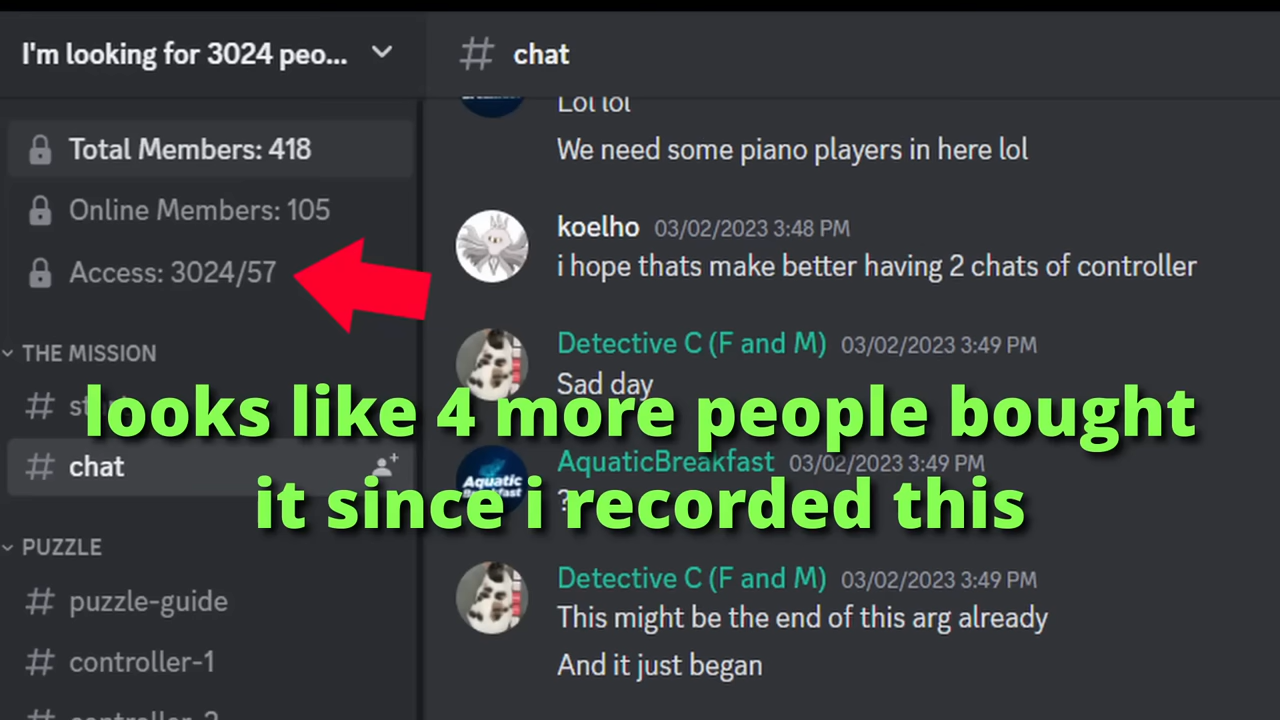 I'm looking for 3024 peo...
Total Members: 418
Online Members: 105
Access: 3024/57
THE MISSION
chat
PUZZLE
puzzle-guide
controller-1
controller-2
# chat
Lol lol
We need some piano players in here lol
koelho 03/02/2023 3:48 PM
i hope thats make better having 2 chats of controller
Detective C (F and M) 03/02/2023 3:49 PM
Sad day
AquaticBreakfast 03/02/2023 3:49 PM
Aquatic
?
Detective C (F and M) 03/02/2023 3:49 PM
This might be the end of this arg already
And it just began
looks like 4 more people bought
it since i recorded this